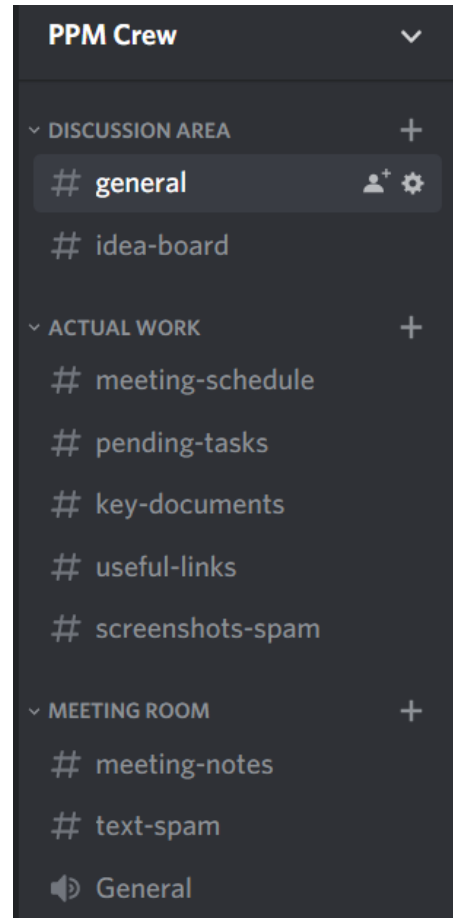 PPM Crew
DISCUSSION AREA
general
idea-board
ACTUAL WORK
meeting-schedule
pending-tasks
key-documents
useful-links
screenshots-spam
MEETING ROOM
meeting-notes
text-spam
General